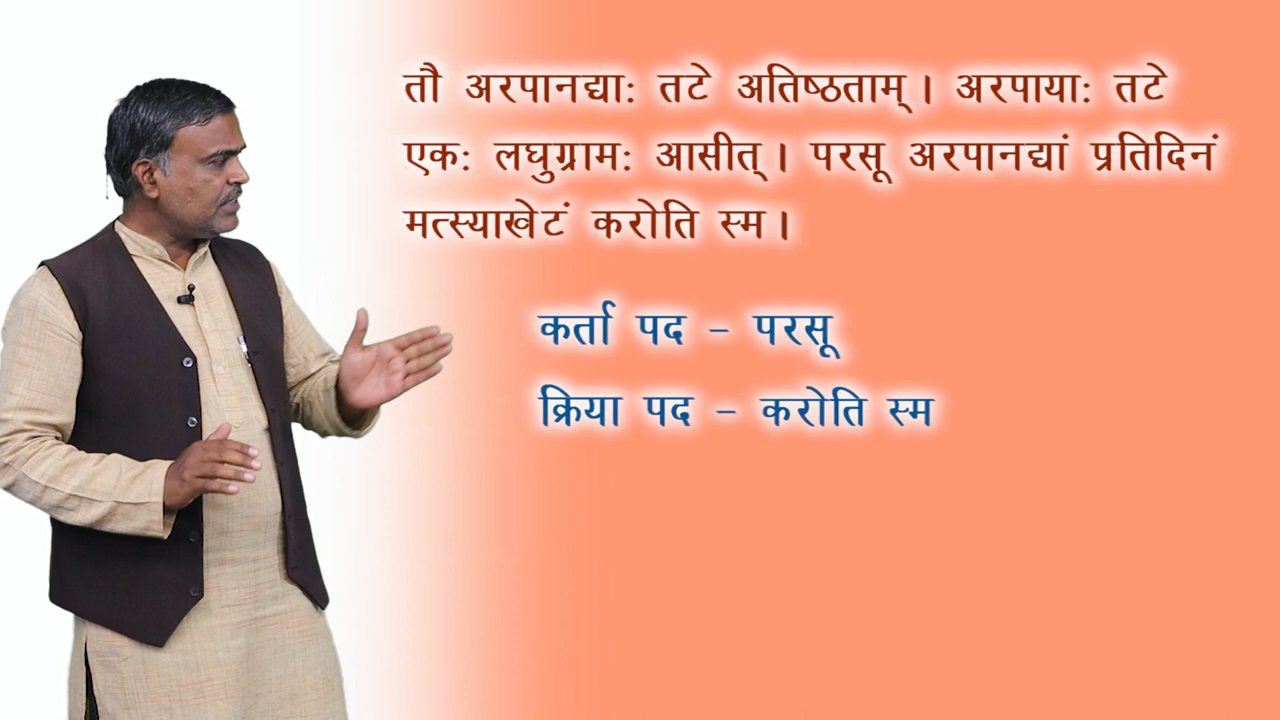 तौ अरपानद्याः तटे अतिष्ठताम्। अरपायाः तटे
एकः लघुग्रामः आसीत्। परसू अरपानद्यां प्रतिदिनं
मत्स्याखेटं करोति स्म।
कर्ता पद – परसू
क्रिया पद – करोति स्म